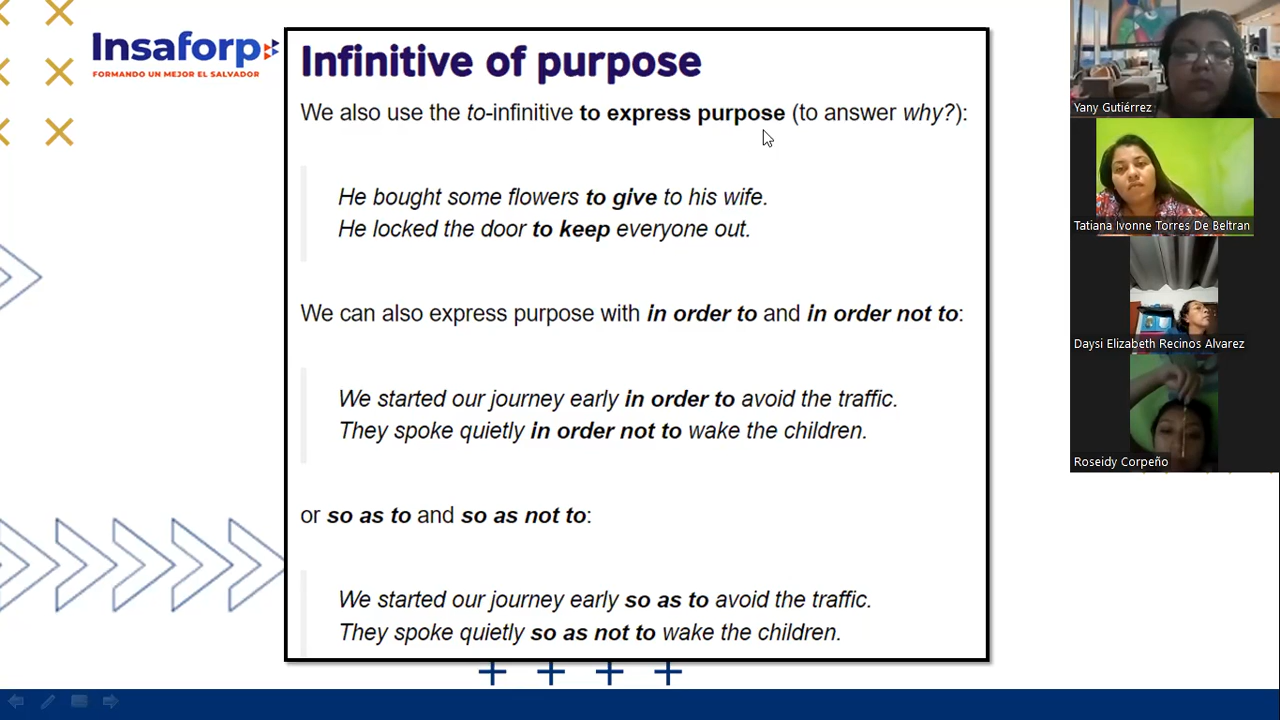 Insaforp
FORMANDO UN MEJOR EL SALVADOR
Infinitive of purpose
We also use the to-infinitive to express purpose (to answer why?):
He bought some flowers to give to his wife.
He locked the door to keep everyone out.
We can also express purpose with in order to and in order not to:
We started our journey early in order to avoid the traffic.
They spoke quietly in order not to wake the children.
or so as to and so as not to:
We started our journey early so as to avoid the traffic.
They spoke quietly so as not to wake the children.
Yany Gutiérrez
Tatiana Ivonne Torres De Beltran
Daysi Elizabeth Recinos Alvarez
Roseidy Corpeño